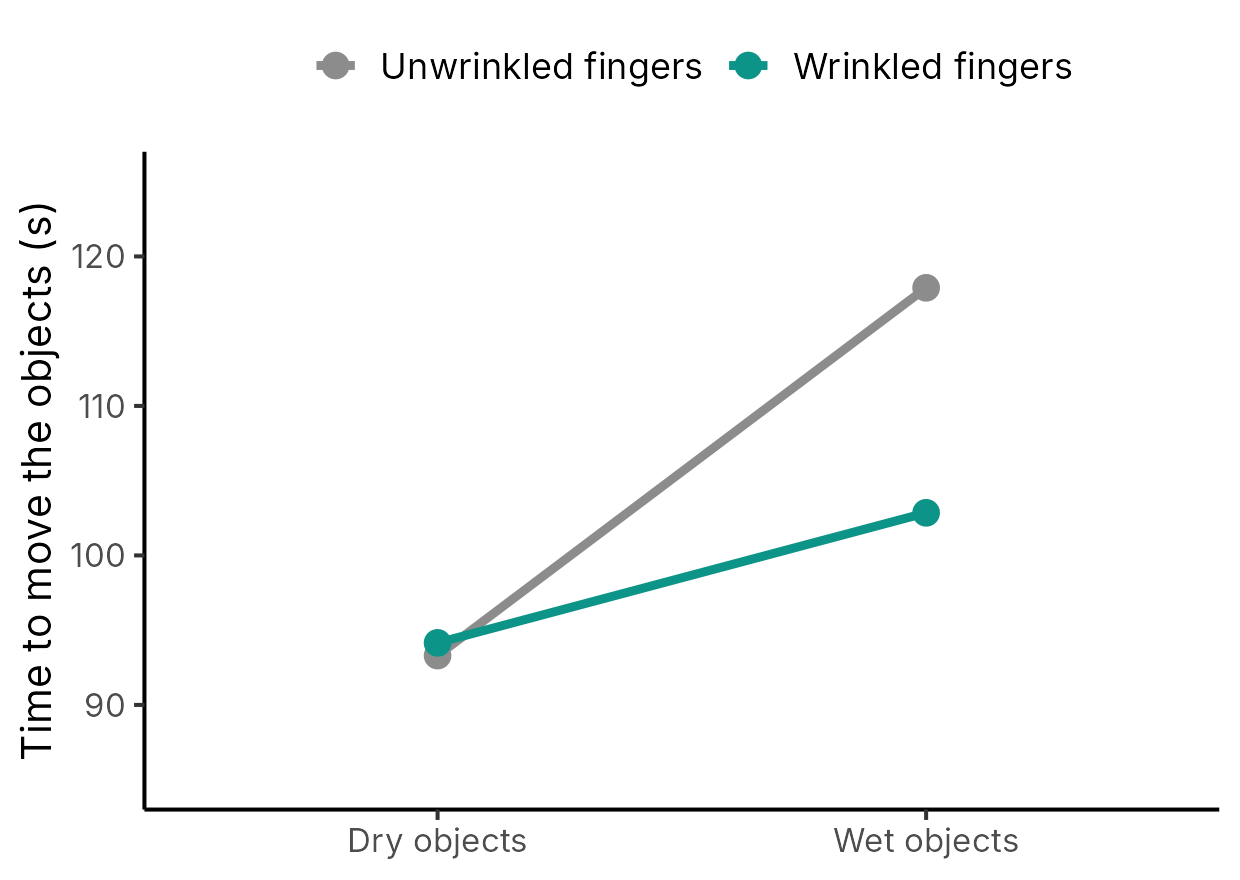 Unwrinkled fingers Wrinkled fingers
Time to move the objects (s)
120
110
100
90
Dry objects Wet objects